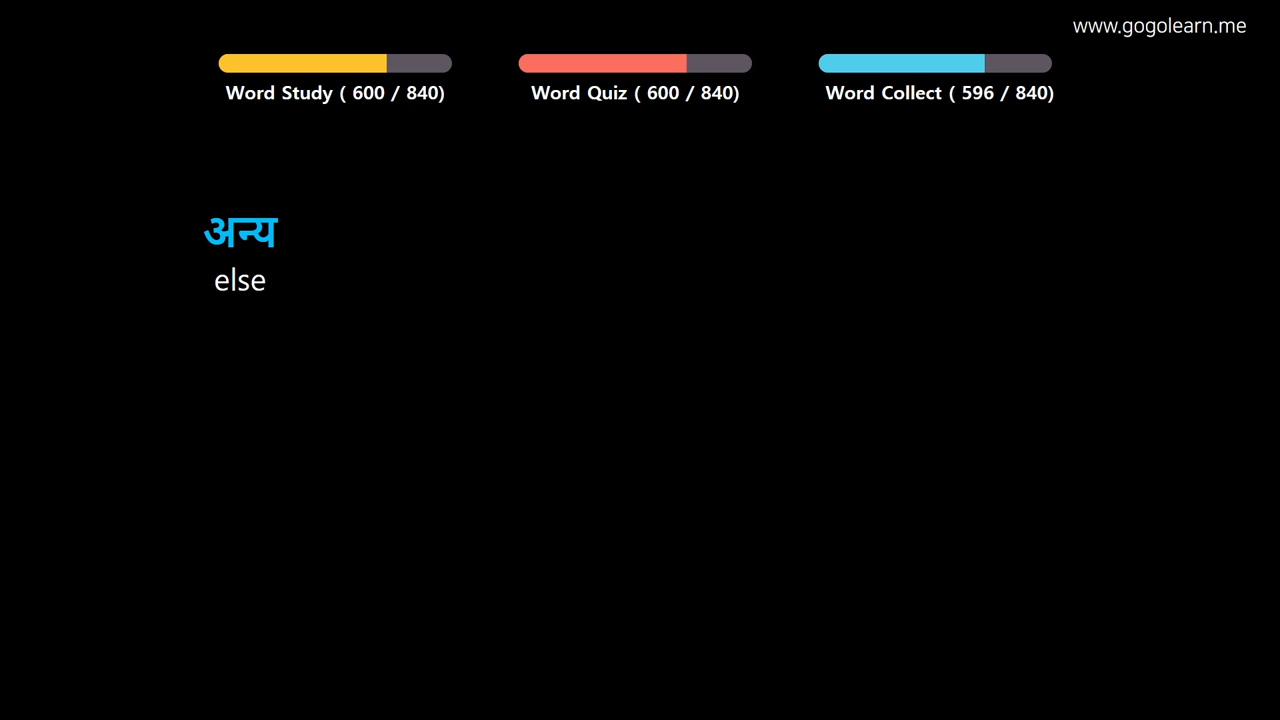 www.gogolearn.me
Word Study ( 600 / 840)
Word Quiz ( 600 / 840)
Word Collect ( 596 / 840)
अन्य
else